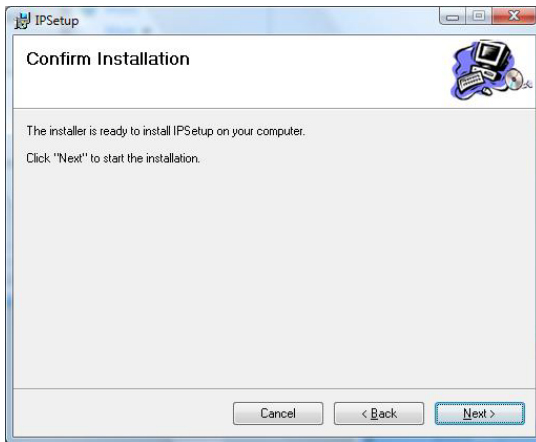 IPSetup
Confirm Installation
The installer is ready to install IPSetup on your computer.
Click "Next" to start the installation.
Cancel
< Back
Next >